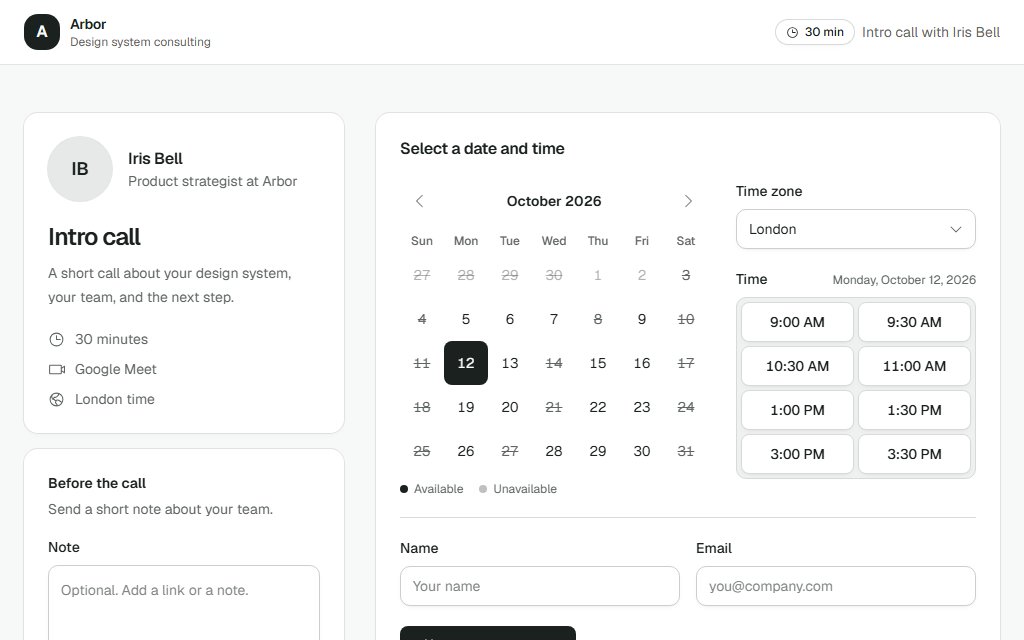 A
Arbor
Design system consulting
30 min
Intro call with Iris Bell
IB
Iris Bell
Product strategist at Arbor
Intro call
A short call about your design system,
your team, and the next step.
30 minutes
Google Meet
London time
Before the call
Send a short note about your team.
Note
Optional. Add a link or a note.
Select a date and time
October 2026
Sun Mon Tue Wed Thu Fri Sat
27 28 29 30 1 2 3
4 5 6 7 8 9 10
11 12 13 14 15 16 17
18 19 20 21 22 23 24
25 26 27 28 29 30 31
Available Unavailable
Time zone
London
Time Monday, October 12, 2026
9:00 AM 9:30 AM
10:30 AM 11:00 AM
1:00 PM 1:30 PM
3:00 PM 3:30 PM
Name Email
Your name you@company.com